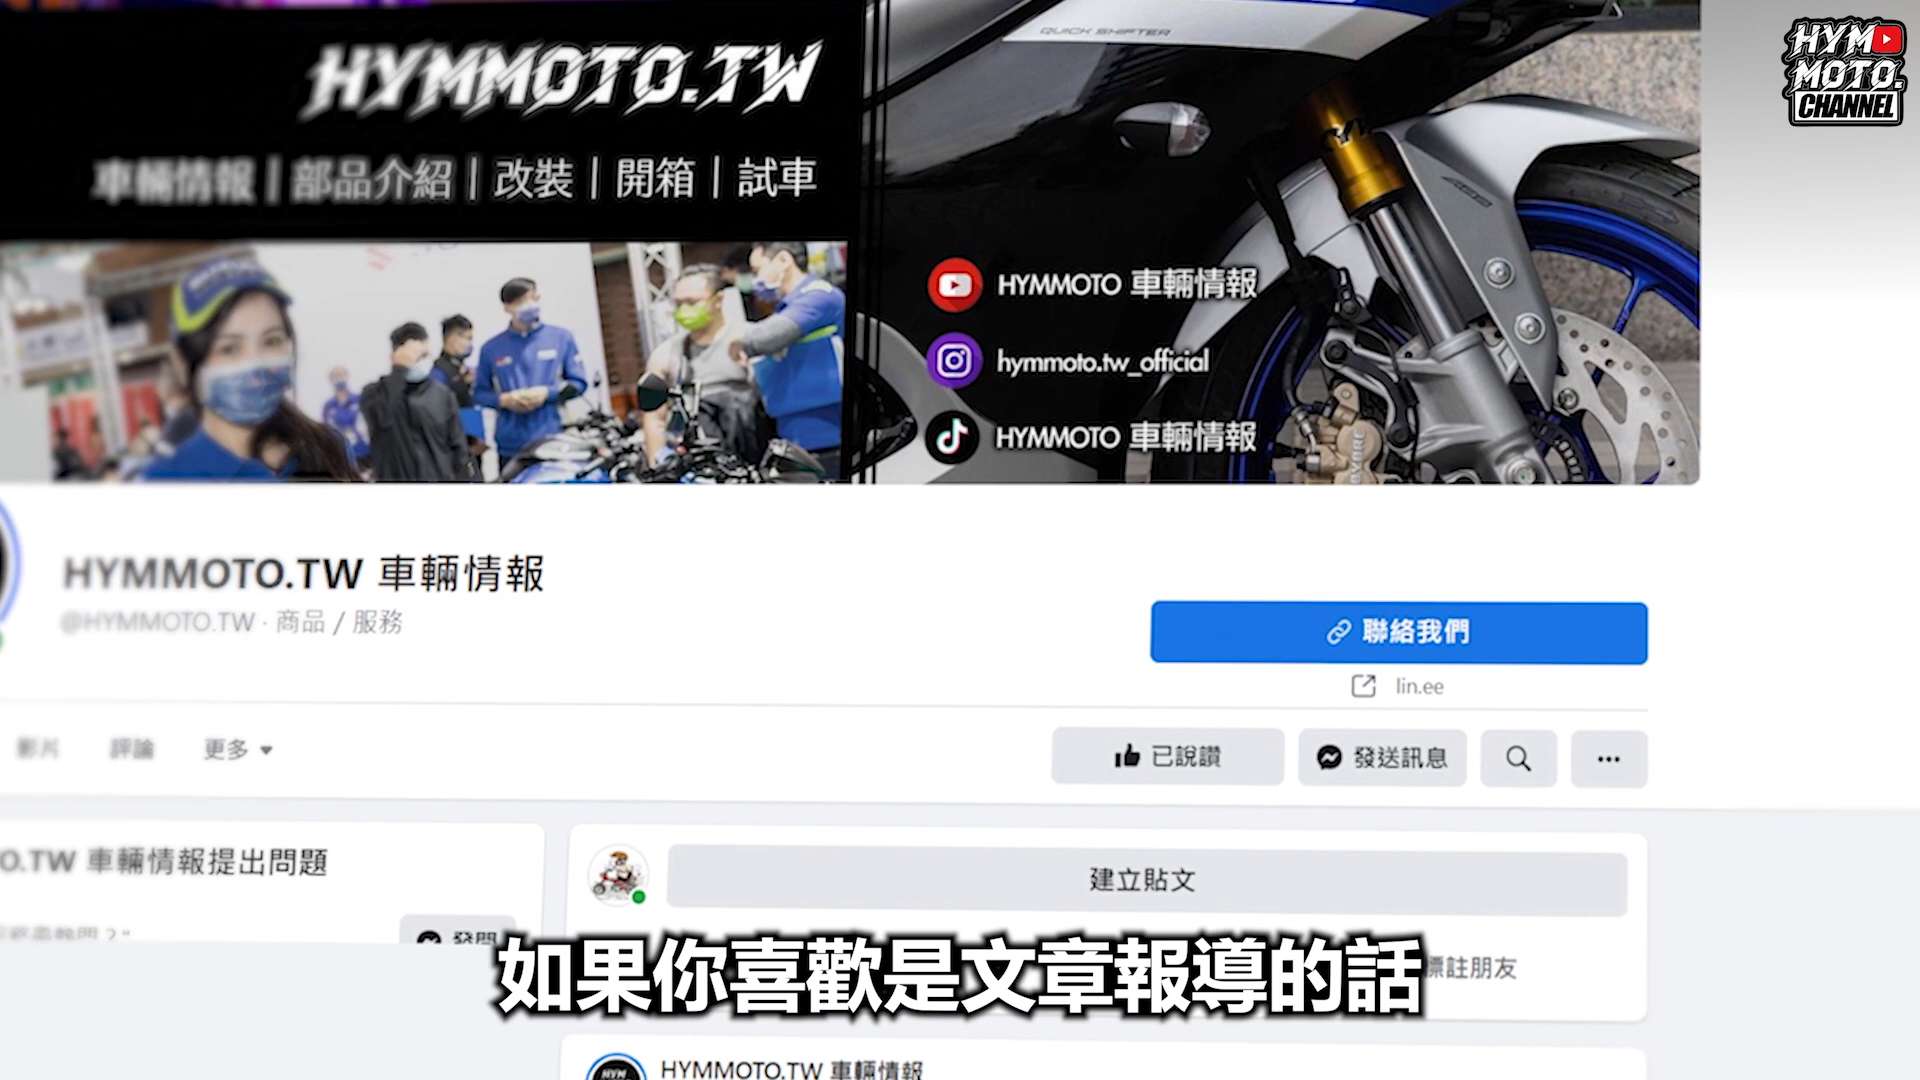 HYMMOTO.TW
車輛情報｜部品介紹｜改裝｜開箱｜試車
QUICK SHIFTER
HYM
MOTO.
CHANNEL
HYMMOTO 車輛情報
hymmoto.tw_official
HYMMOTO 車輛情報
BYBRE
HYMMOTO.TW 車輛情報
@HYMMOTO.TW · 商品 / 服務
聯絡我們
lin.ee
影片 評論 更多
已說讚 發送訊息
O.TW 車輛情報提出問題
建立貼文
發問
標註朋友
如果你喜歡是文章報導的話
HYMMOTO.TW 車輛情報